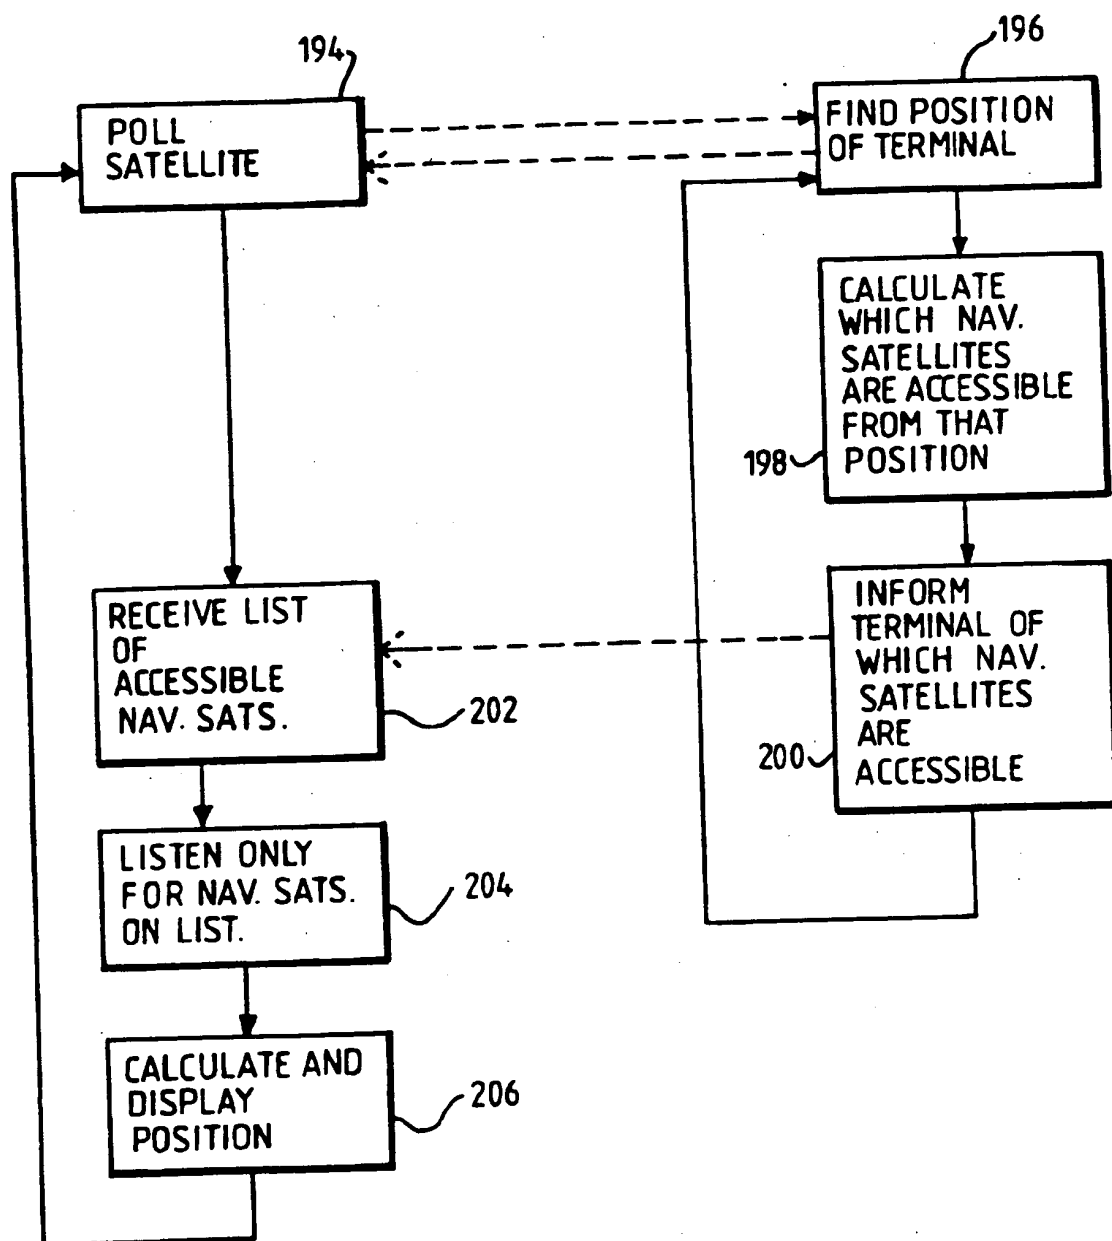 194
POLL
SATELLITE
196
FIND POSITION
OF TERMINAL
CALCULATE
WHICH NAV.
SATELLITES
ARE ACCESSIBLE
FROM THAT
POSITION
198
INFORM
TERMINAL OF
WHICH NAV.
SATELLITES
ARE
ACCESSIBLE
200
RECEIVE LIST
OF
ACCESSIBLE
NAV. SATS.
202
LISTEN ONLY
FOR NAV. SATS.
ON LIST.
204
CALCULATE AND
DISPLAY
POSITION
206